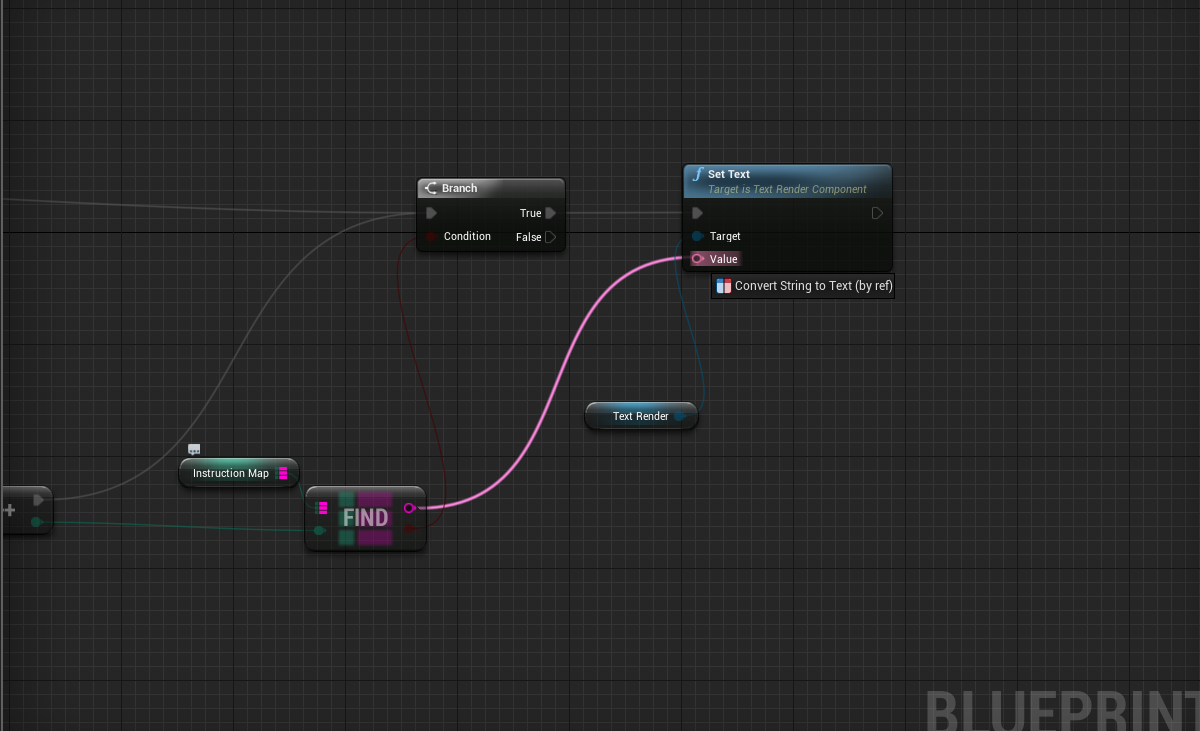 Set Text
Target is Text Render Component
Branch
True
Condition
False
Target
Value
Convert String to Text (by ref)
Text Render
Instruction Map
FIND
BLUEPRINT